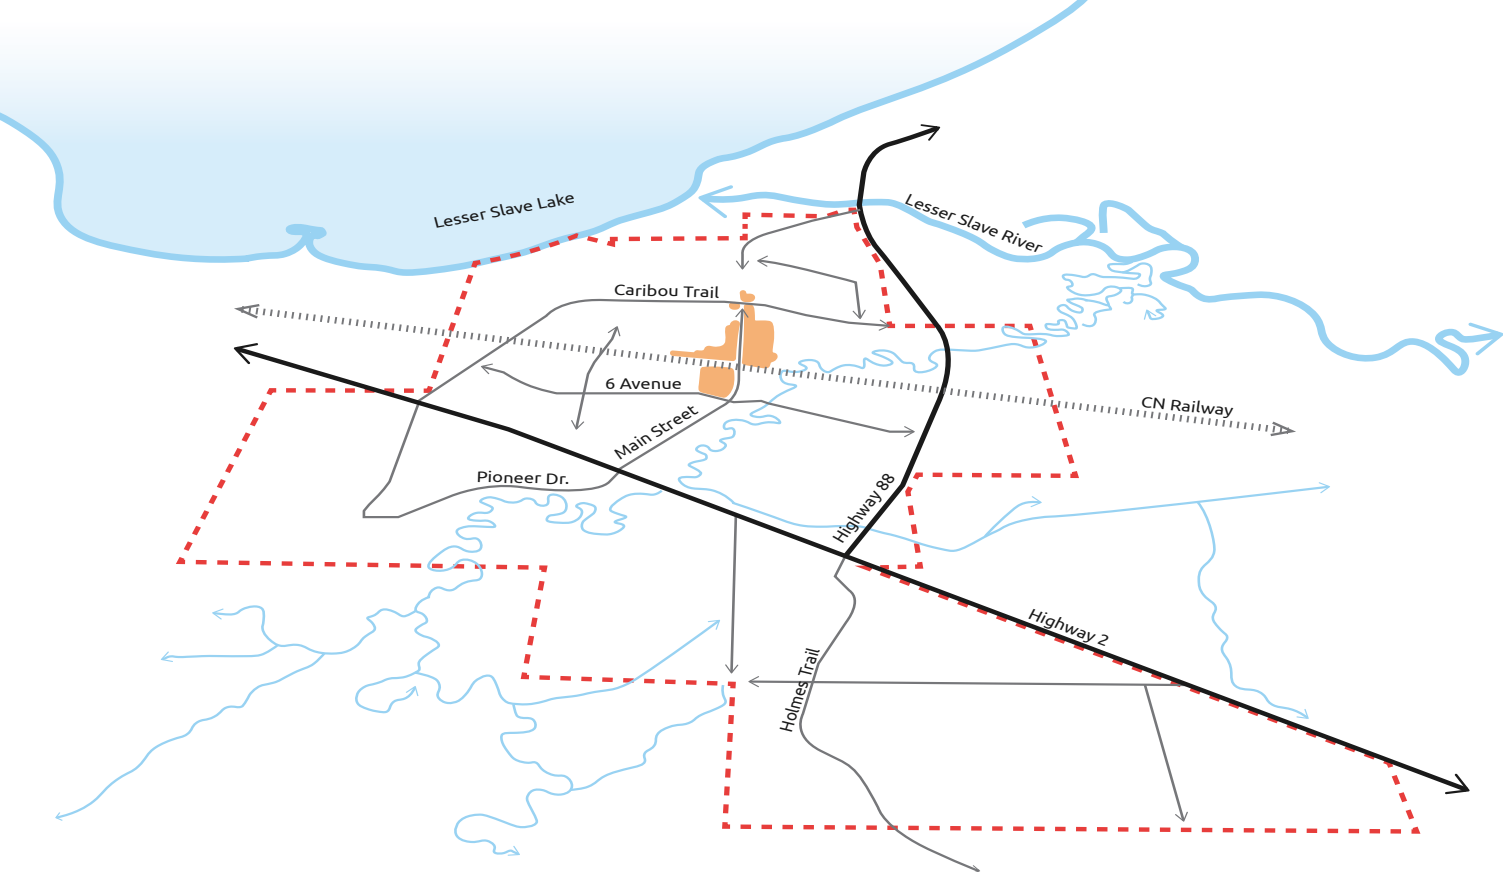 Lesser Slave Lake
Lesser Slave River
Caribou Trail
6 Avenue
CN Railway
Main Street
Pioneer Dr.
Highway 88
Highway 2
Holmes Trail